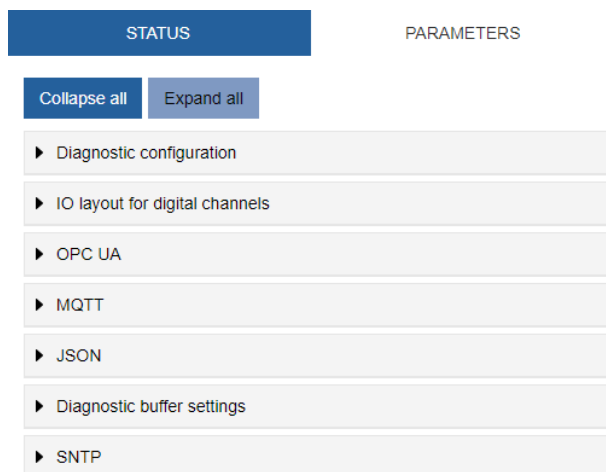 STATUS PARAMETERS
Collapse all Expand all
Diagnostic configuration
IO layout for digital channels
OPC UA
MQTT
JSON
Diagnostic buffer settings
SNTP